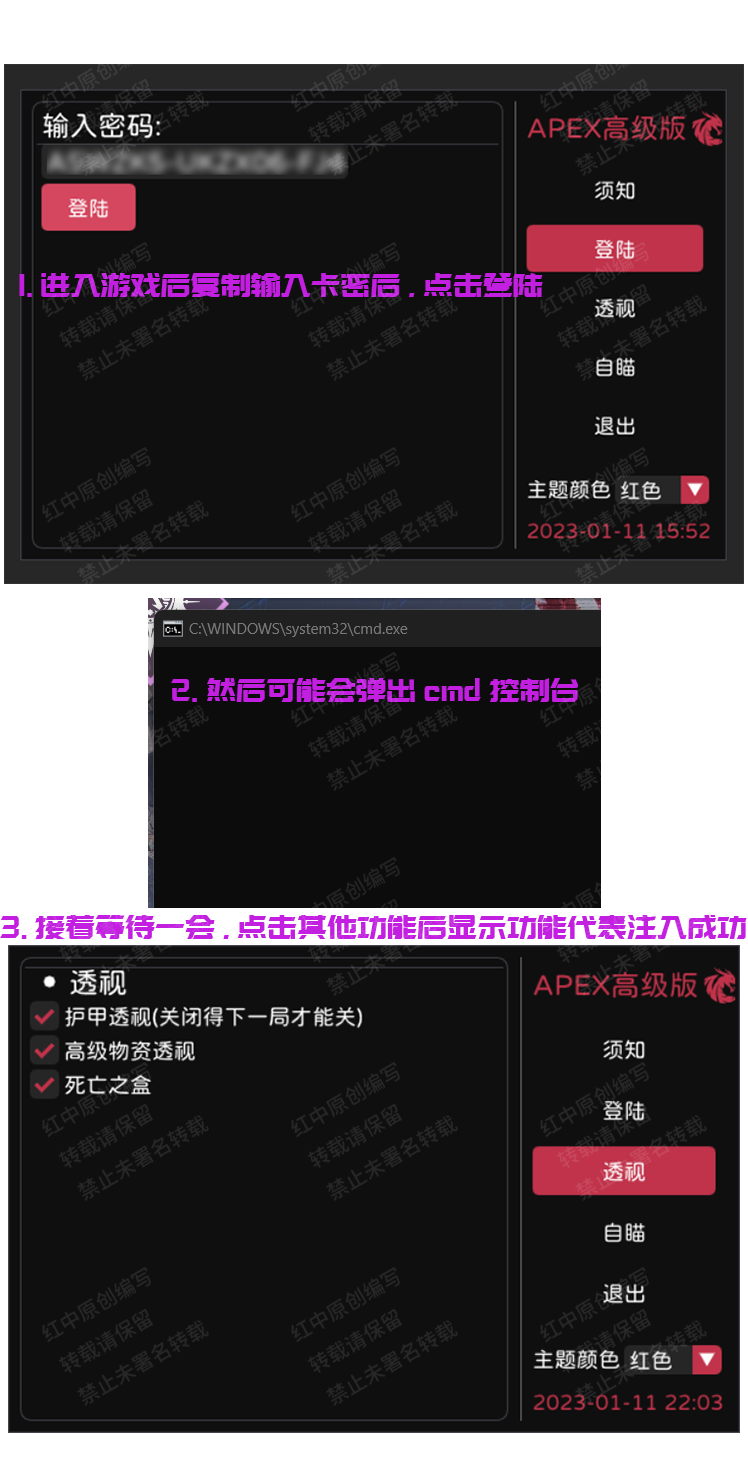 输入密码:
APEX高级版
登陆
须知
登陆
1.进入游戏后复制输入卡密后,点击登陆
透视
自瞄
退出
主题颜色 红色
2023-01-11 15:52
C:\WINDOWS\system32\cmd.exe
2.然后可能会弹出 cmd 控制台
3.接着等待一会,点击其他功能后显示功能代表注入成功
透视
护甲透视(关闭得下一局才能关)
高级物资透视
死亡之盒
APEX高级版
须知
登陆
透视
自瞄
退出
主题颜色 红色
2023-01-11 22:03
红中原创编写
转载请保留
禁止未署名转载